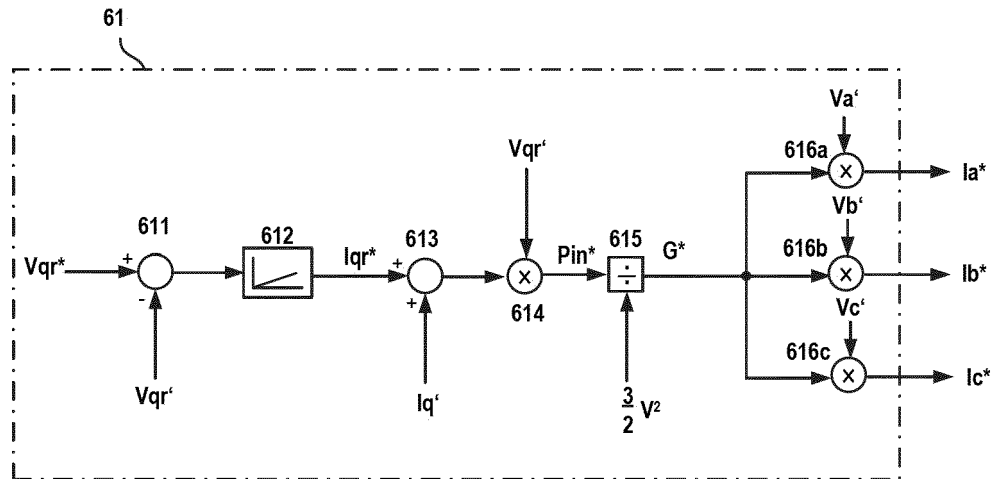 61
Va‘
616a
Ia*
Vqr‘
Vb‘
611
612
Iqr*
613
Pin*
615
G*
616b
Vqr*
+
+
x
÷
x
Ib*
-
+
614
Vc‘
616c
x
Ic*
Vqr‘
Iq‘
3/2 V²
x